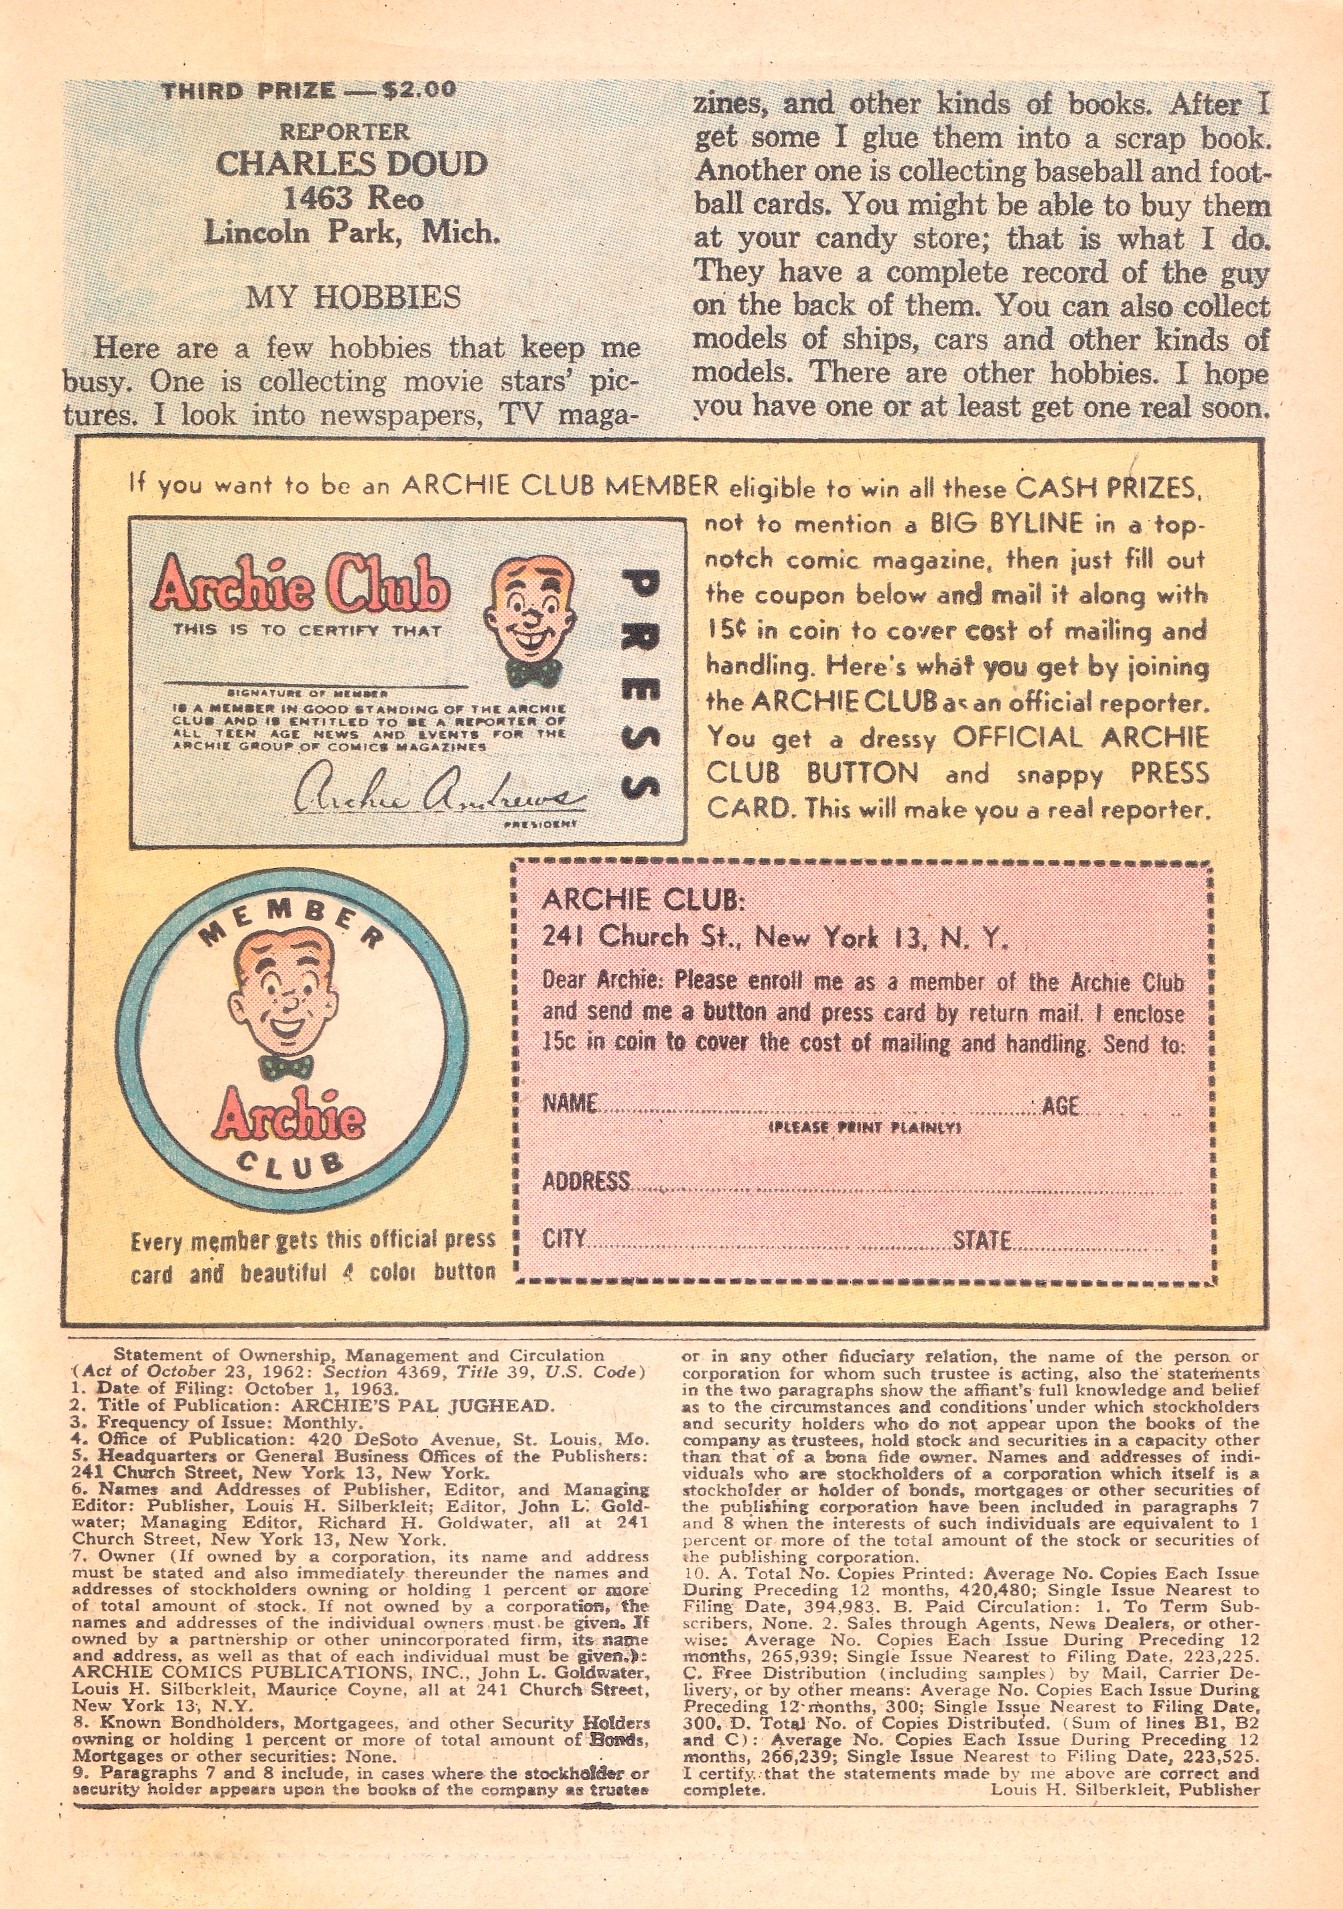 THIRD PRIZE — $2.00
REPORTER
CHARLES DOUD
1463 Reo
Lincoln Park, Mich.
MY HOBBIES
Here are a few hobbies that keep me
busy. One is collecting movie stars' pic-
tures. I look into newspapers, TV maga-
zines, and other kinds of books. After I
get some I glue them into a scrap book.
Another one is collecting baseball and foot-
ball cards. You might be able to buy them
at your candy store; that is what I do.
They have a complete record of the guy
on the back of them. You can also collect
models of ships, cars and other kinds of
models. There are other hobbies. I hope
you have one or at least get one real soon.
If you want to be an ARCHIE CLUB MEMBER eligible to win all these CASH PRIZES,
not to mention a BIG BYLINE in a top-
notch comic magazine, then just fill out
the coupon below and mail it along with
15¢ in coin to cover cost of mailing and
handling. Here's what you get by joining
the ARCHIE CLUB as an official reporter.
You get a dressy OFFICIAL ARCHIE
CLUB BUTTON and snappy PRESS
CARD. This will make you a real reporter.
Archie Club
THIS IS TO CERTIFY THAT
SIGNATURE OF MEMBER
IS A MEMBER IN GOOD STANDING OF THE ARCHIE
CLUB AND IS ENTITLED TO BE A REPORTER OF
ALL TEEN AGE NEWS AND EVENTS FOR THE
ARCHIE GROUP OF COMICS MAGAZINES
Archie Andrews
PRESIDENT
PRESS
MEMBER
Archie
CLUB
Every member gets this official press
card and beautiful 4 color button
ARCHIE CLUB:
241 Church St., New York 13, N. Y.
Dear Archie: Please enroll me as a member of the Archie Club
and send me a button and press card by return mail. I enclose
15c in coin to cover the cost of mailing and handling. Send to:
NAME AGE
(PLEASE PRINT PLAINLY)
ADDRESS
CITY STATE
Statement of Ownership, Management and Circulation
(Act of October 23, 1962: Section 4369, Title 39, U.S. Code)
1. Date of Filing: October 1, 1963.
2. Title of Publication: ARCHIE'S PAL JUGHEAD.
3. Frequency of Issue: Monthly.
4. Office of Publication: 420 DeSoto Avenue, St. Louis, Mo.
5. Headquarters or General Business Offices of the Publishers:
241 Church Street, New York 13, New York.
6. Names and Addresses of Publisher, Editor, and Managing
Editor: Publisher, Louis H. Silberkleit; Editor, John L. Gold-
water; Managing Editor, Richard H. Goldwater, all at 241
Church Street, New York 13, New York.
7. Owner (If owned by a corporation, its name and address
must be stated and also immediately thereunder the names and
addresses of stockholders owning or holding 1 percent or more
of total amount of stock. If not owned by a corporation, the
names and addresses of the individual owners must be given. If
owned by a partnership or other unincorporated firm, its name
and address, as well as that of each individual must be given.):
ARCHIE COMICS PUBLICATIONS, INC., John L. Goldwater,
Louis H. Silberkleit, Maurice Coyne, all at 241 Church Street,
New York 13, N.Y.
8. Known Bondholders, Mortgagees, and other Security Holders
owning or holding 1 percent or more of total amount of Bonds,
Mortgages or other securities: None.
9. Paragraphs 7 and 8 include, in cases where the stockholder or
security holder appears upon the books of the company as trustee
or in any other fiduciary relation, the name of the person or
corporation for whom such trustee is acting, also the statements
in the two paragraphs show the affiant's full knowledge and belief
as to the circumstances and conditions under which stockholders
and security holders who do not appear upon the books of the
company as trustees, hold stock and securities in a capacity other
than that of a bona fide owner. Names and addresses of indi-
viduals who are stockholders of a corporation which itself is a
stockholder or holder of bonds, mortgages or other securities of
the publishing corporation have been included in paragraphs 7
and 8 when the interests of such individuals are equivalent to 1
percent or more of the total amount of the stock or securities of
the publishing corporation.
10. A. Total No. Copies Printed: Average No. Copies Each Issue
During Preceding 12 months, 420,480; Single Issue Nearest to
Filing Date, 394,983. B. Paid Circulation: 1. To Term Sub-
scribers, None. 2. Sales through Agents, News Dealers, or other-
wise: Average No. Copies Each Issue During Preceding 12
months, 265,939; Single Issue Nearest to Filing Date, 223,225.
C. Free Distribution (including samples) by Mail, Carrier De-
livery, or by other means: Average No. Copies Each Issue During
Preceding 12 months, 300; Single Issue Nearest to Filing Date,
300. D. Total No. of Copies Distributed. (Sum of lines B1, B2
and C): Average No. Copies Each Issue During Preceding 12
months, 266,239; Single Issue Nearest to Filing Date, 223,525.
I certify that the statements made by me above are correct and
complete. Louis H. Silberkleit, Publisher